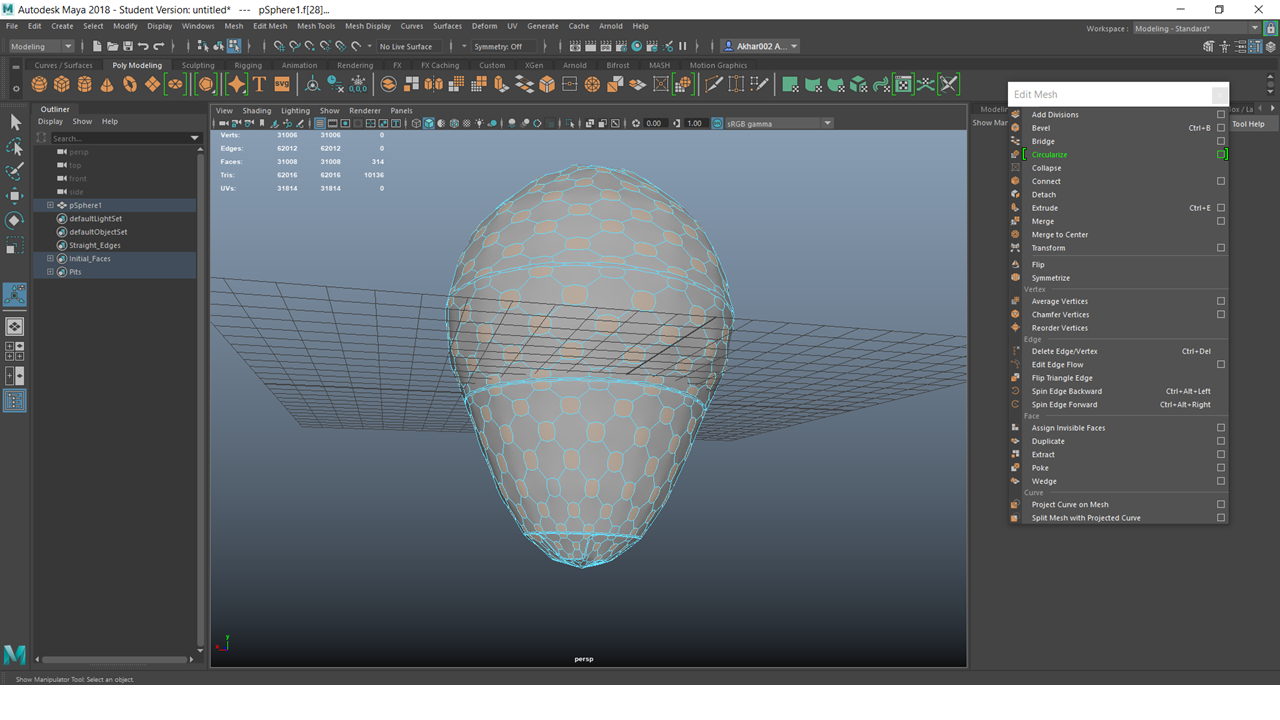 Autodesk Maya 2018 - Student Version: untitled* --- pSphere1.f[28]...
File Edit Create Select Modify Display Windows Mesh Edit Mesh Mesh Tools Mesh Display Curves Surfaces Deform UV Generate Cache Arnold Help
Workspace : Modeling - Standard*
Modeling No Live Surface Symmetry: Off Akhar002 A...
Curves / Surfaces Poly Modeling Sculpting Rigging Animation Rendering FX FX Caching Custom XGen Arnold Bifrost MASH Motion Graphics
Outliner
Display Show Help
Search...
persp
top
front
side
pSphere1
defaultLightSet
defaultObjectSet
Straight_Edges
Initial_Faces
Pits
View Shading Lighting Show Renderer Panels
0.00 1.00 sRGB gamma
Verts: 31006 31006 0
Edges: 62012 62012 0
Faces: 31008 31008 314
Tris: 62016 62016 10136
UVs: 31814 31814 0
y
x
persp
Edit Mesh
Tool Help
Add Divisions
Bevel Ctrl+B
Bridge
Circularize
Collapse
Connect
Detach
Extrude Ctrl+E
Merge
Merge to Center
Transform
Flip
Symmetrize
Vertex
Average Vertices
Chamfer Vertices
Reorder Vertices
Edge
Delete Edge/Vertex Ctrl+Del
Edit Edge Flow
Flip Triangle Edge
Spin Edge Backward Ctrl+Alt+Left
Spin Edge Forward Ctrl+Alt+Right
Face
Assign Invisible Faces
Duplicate
Extract
Poke
Wedge
Curve
Project Curve on Mesh
Split Mesh with Projected Curve
Show Manipulator Tool: Select an object.